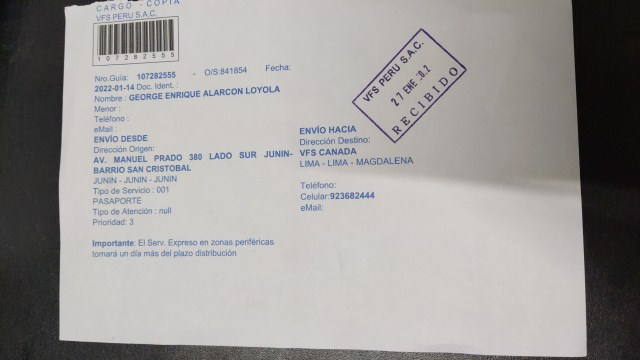 CARGO - COPIA
VFS PERU S.A.C.
107282555
Nro.Guía: 107282555 - O/S:841854 Fecha:
2022-01-14 Doc. Ident.:
Nombre : GEORGE ENRIQUE ALARCON LOYOLA
Menor :
Teléfono :
eMail :
ENVÍO DESDE
Dirección Origen:
AV. MANUEL PRADO 380 LADO SUR JUNIN-
BARRIO SAN CRISTOBAL
JUNIN - JUNIN - JUNIN
Tipo de Servicio : 001
PASAPORTE
Tipo de Atención : null
Prioridad: 3
ENVÍO HACIA
Dirección Destino:
VFS CANADA
LIMA - LIMA - MAGDALENA
Teléfono:
Celular:923682444
eMail:
Importante: El Serv. Expreso en zonas periféricas
tomará un día más del plazo distribución
VFS PERU S.A.C.
27 ENE
RECIBIDO